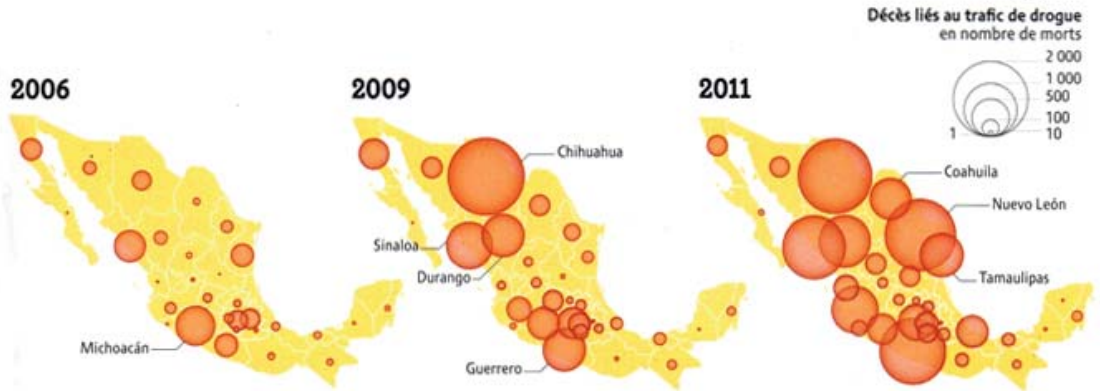 Décès liés au trafic de drogue
en nombre de morts
2 000
1 000
500
100
1
10
2006
Michoacán
2009
Chihuahua
Sinaloa
Durango
Guerrero
2011
Coahuila
Nuevo León
Tamaulipas